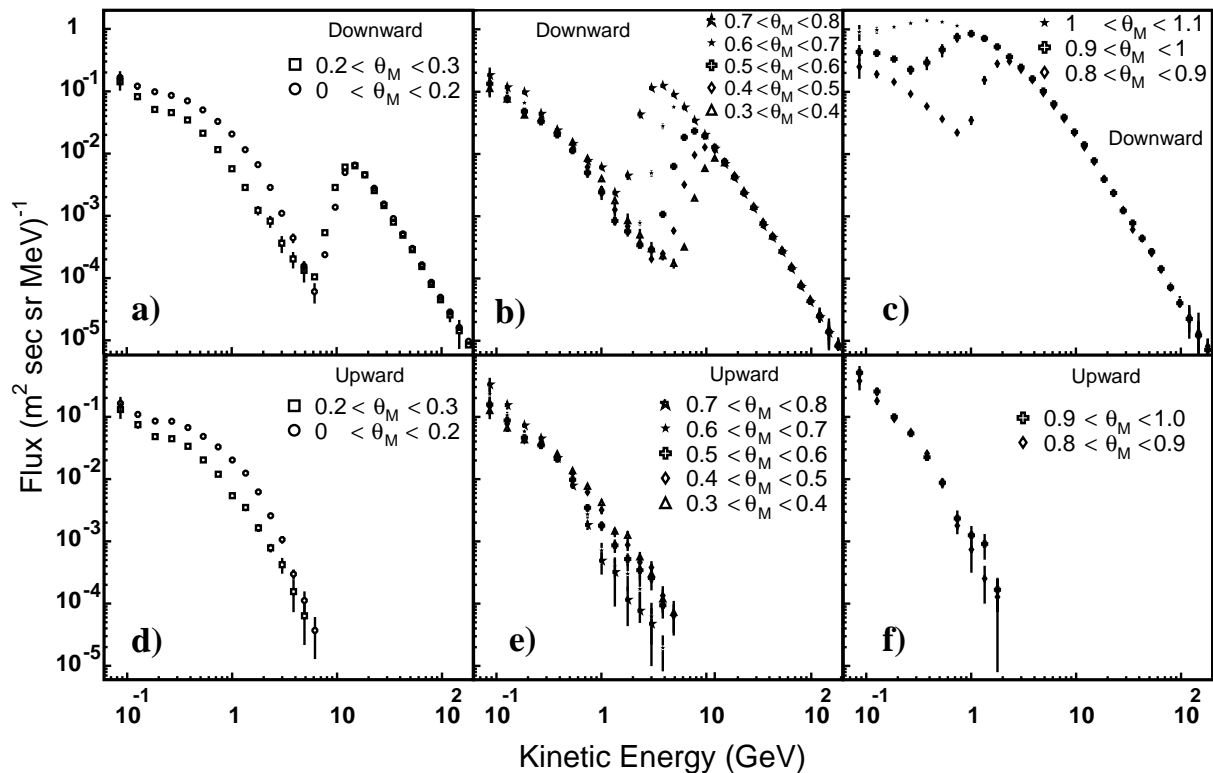 Flux (m² sec sr MeV)⁻¹
1
10⁻¹
10⁻²
10⁻³
10⁻⁴
10⁻⁵
Downward
0.2 < θM < 0.3
0 < θM < 0.2
a)
Downward
0.7 < θM < 0.8
0.6 < θM < 0.7
0.5 < θM < 0.6
0.4 < θM < 0.5
0.3 < θM < 0.4
b)
1 < θM < 1.1
0.9 < θM < 1
0.8 < θM < 0.9
Downward
c)
10⁻¹
10⁻²
10⁻³
10⁻⁴
10⁻⁵
Upward
0.2 < θM < 0.3
0 < θM < 0.2
d)
Upward
0.7 < θM < 0.8
0.6 < θM < 0.7
0.5 < θM < 0.6
0.4 < θM < 0.5
0.3 < θM < 0.4
e)
Upward
0.9 < θM < 1.0
0.8 < θM < 0.9
f)
10⁻¹ 1 10 10² 10⁻¹ 1 10 10² 10⁻¹ 1 10 10²
Kinetic Energy (GeV)